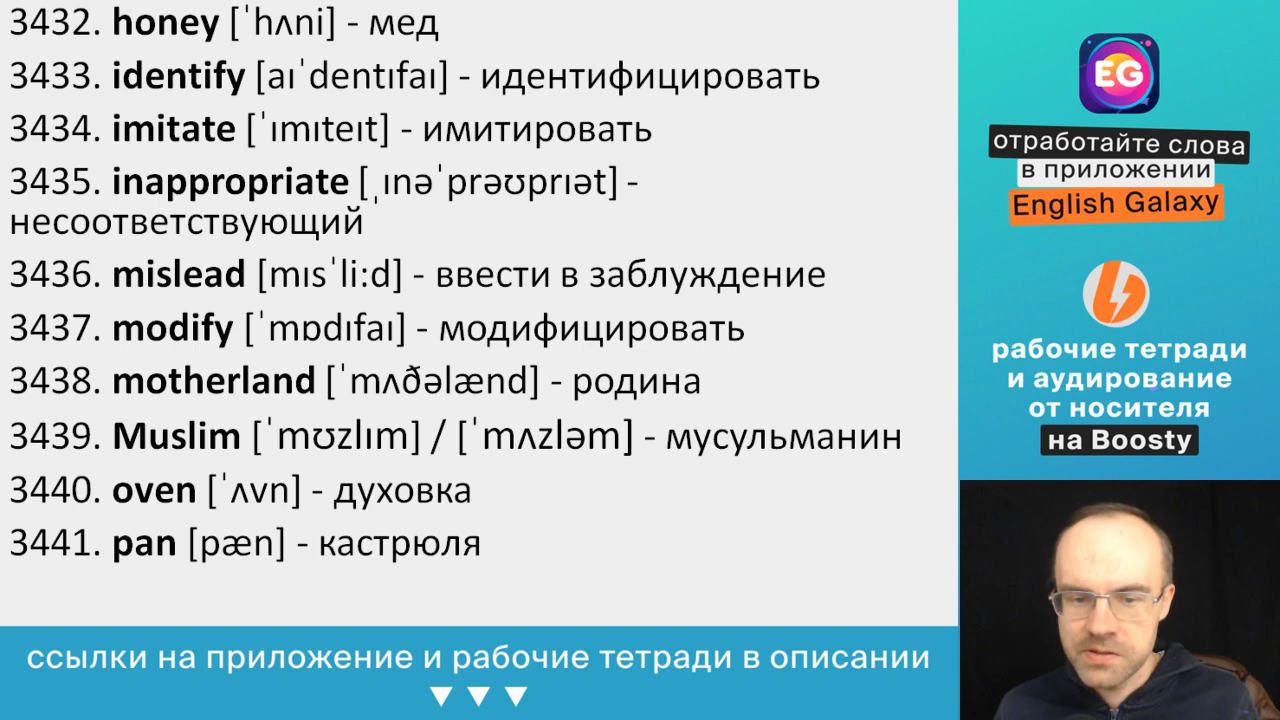 3432. honey [ˈhʌni] - мед
3433. identify [aɪˈdentɪfaɪ] - идентифицировать
3434. imitate [ˈɪmɪteɪt] - имитировать
3435. inappropriate [ˌɪnəˈprəʊprɪət] -
несоответствующий
3436. mislead [mɪsˈli:d] - ввести в заблуждение
3437. modify [ˈmɒdɪfaɪ] - модифицировать
3438. motherland [ˈmʌðəlænd] - родина
3439. Muslim [ˈmʊzlɪm] / [ˈmʌzləm] - мусульманин
3440. oven [ˈʌvn] - духовка
3441. pan [pæn] - кастрюля
ссылки на приложение и рабочие тетради в описании
EG
отработайте слова
в приложении
English Galaxy
рабочие тетради
и аудирование
от носителя
на Boosty